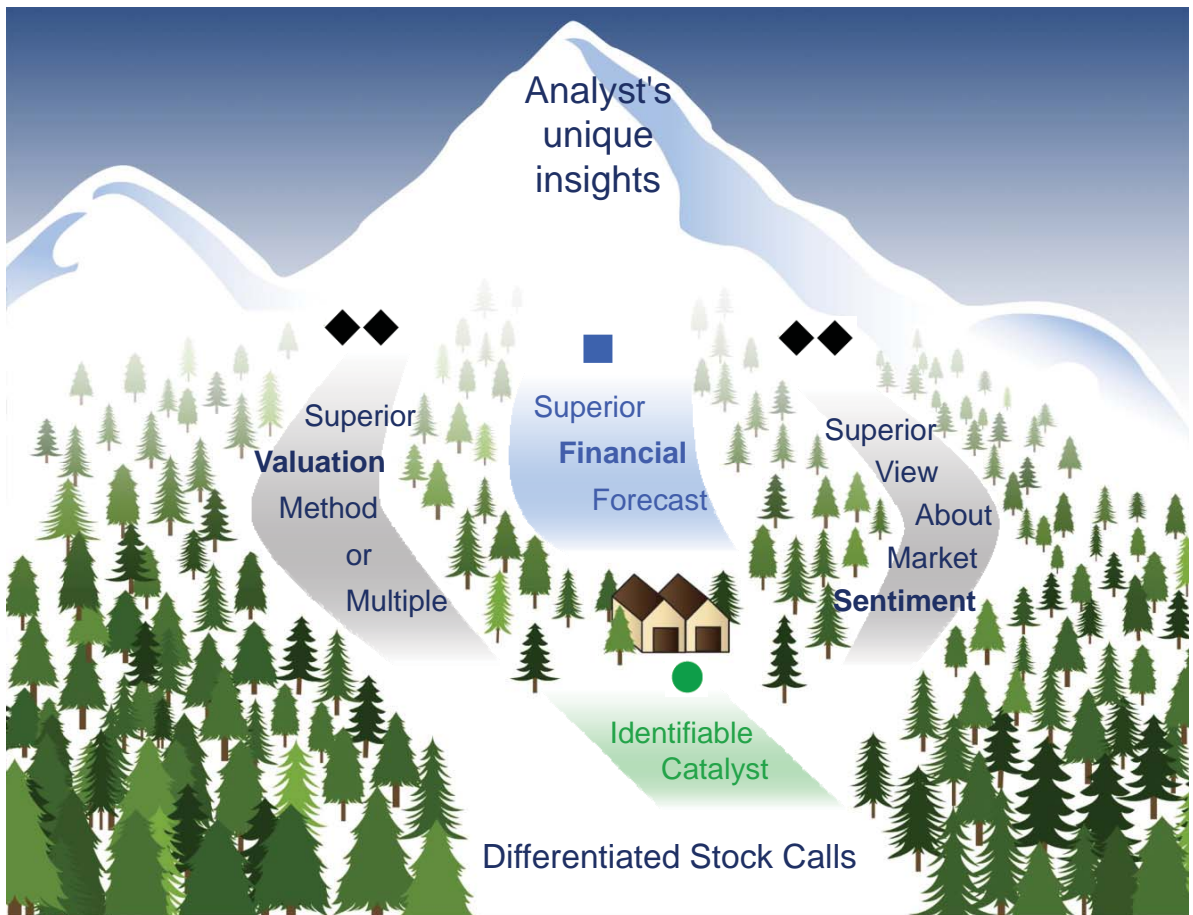 Analyst's
unique
insights
Superior
Valuation
Method
or
Multiple
Superior
Financial
Forecast
Superior
View
About
Market
Sentiment
Identifiable
Catalyst
Differentiated Stock Calls